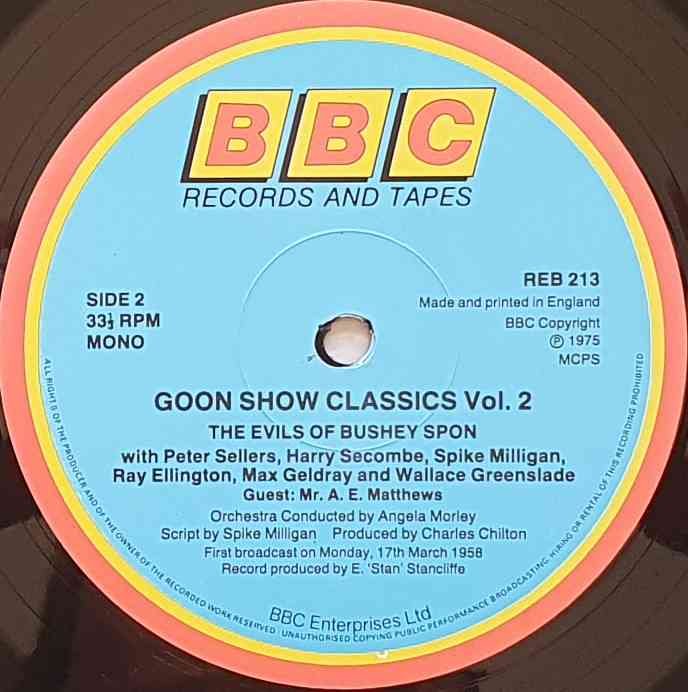 BBC
RECORDS AND TAPES
SIDE 2
33⅓ RPM
MONO
REB 213
Made and printed in England
BBC Copyright
℗ 1975
MCPS
GOON SHOW CLASSICS Vol. 2
THE EVILS OF BUSHEY SPON
with Peter Sellers, Harry Secombe, Spike Milligan,
Ray Ellington, Max Geldray and Wallace Greenslade
Guest: Mr. A. E. Matthews
Orchestra Conducted by Angela Morley
Script by Spike Milligan Produced by Charles Chilton
First broadcast on Monday, 17th March 1958
Record produced by E. 'Stan' Stancliffe
BBC Enterprises Ltd
ALL RIGHTS OF THE PRODUCER AND OF THE OWNER OF THE RECORDED WORK RESERVED UNAUTHORISED COPYING PUBLIC PERFORMANCE BROADCASTING HIRING OR RENTAL OF THIS RECORDING PROHIBITED